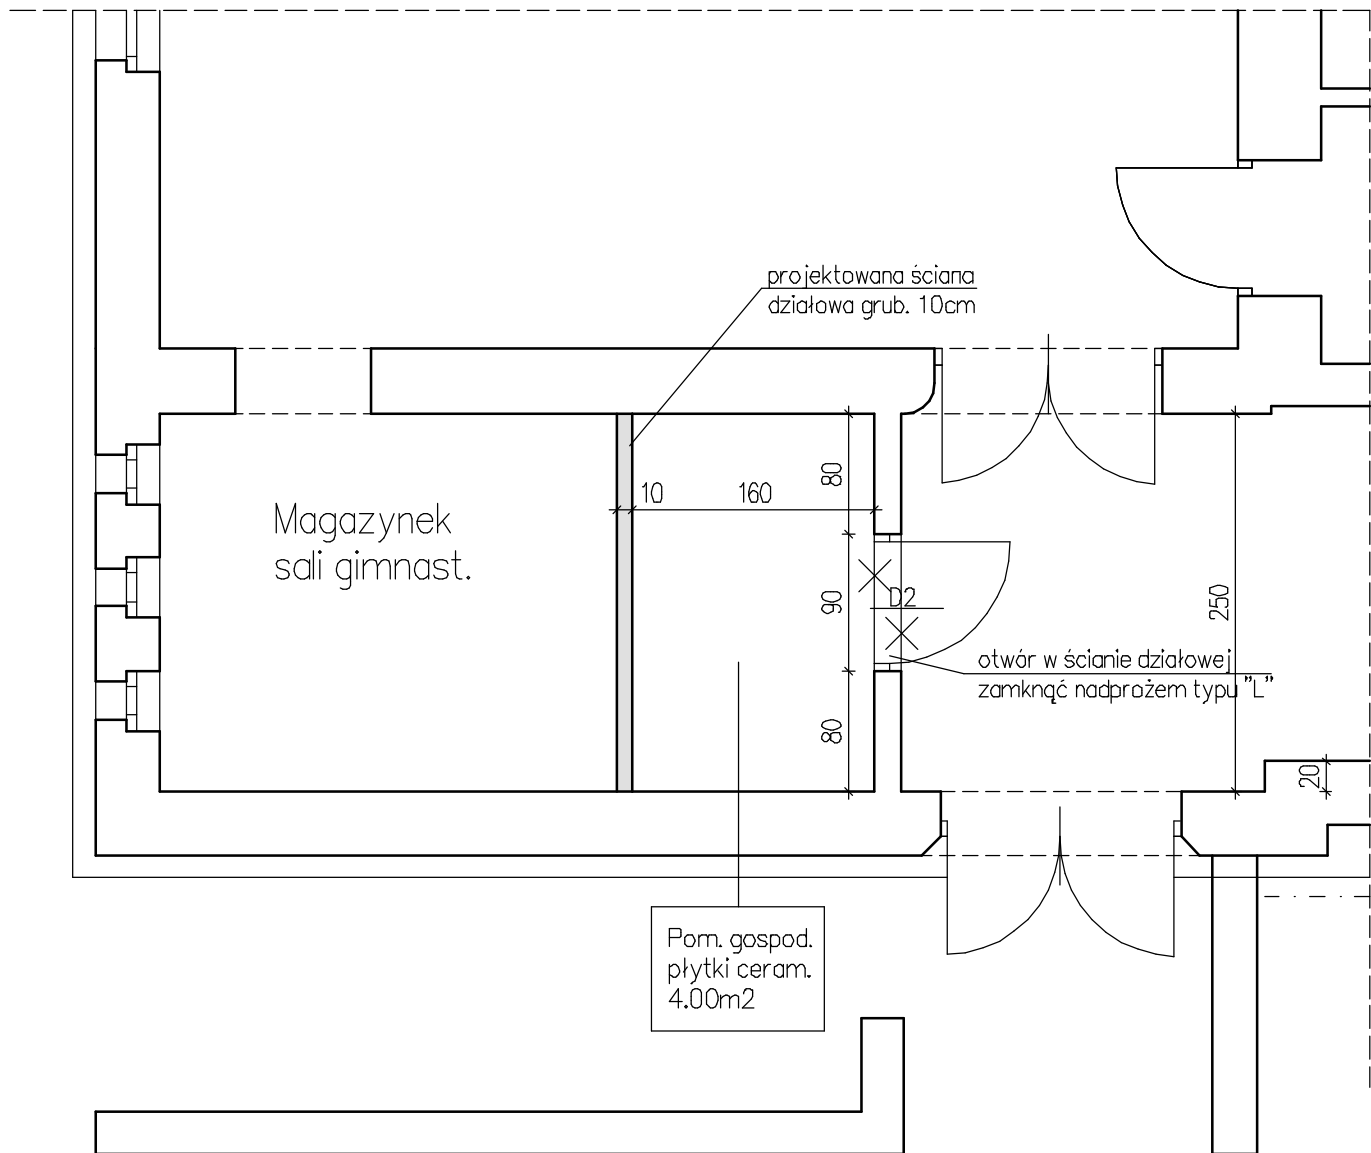 projektowana ściana
działowa grub. 10cm
10
160
80
Magazynek
sali gimnast.
90
D2
250
otwór w ścianie działowej
zamknąć nadprożem typu "L"
80
20
Pom. gospod.
płytki ceram.
4.00m2